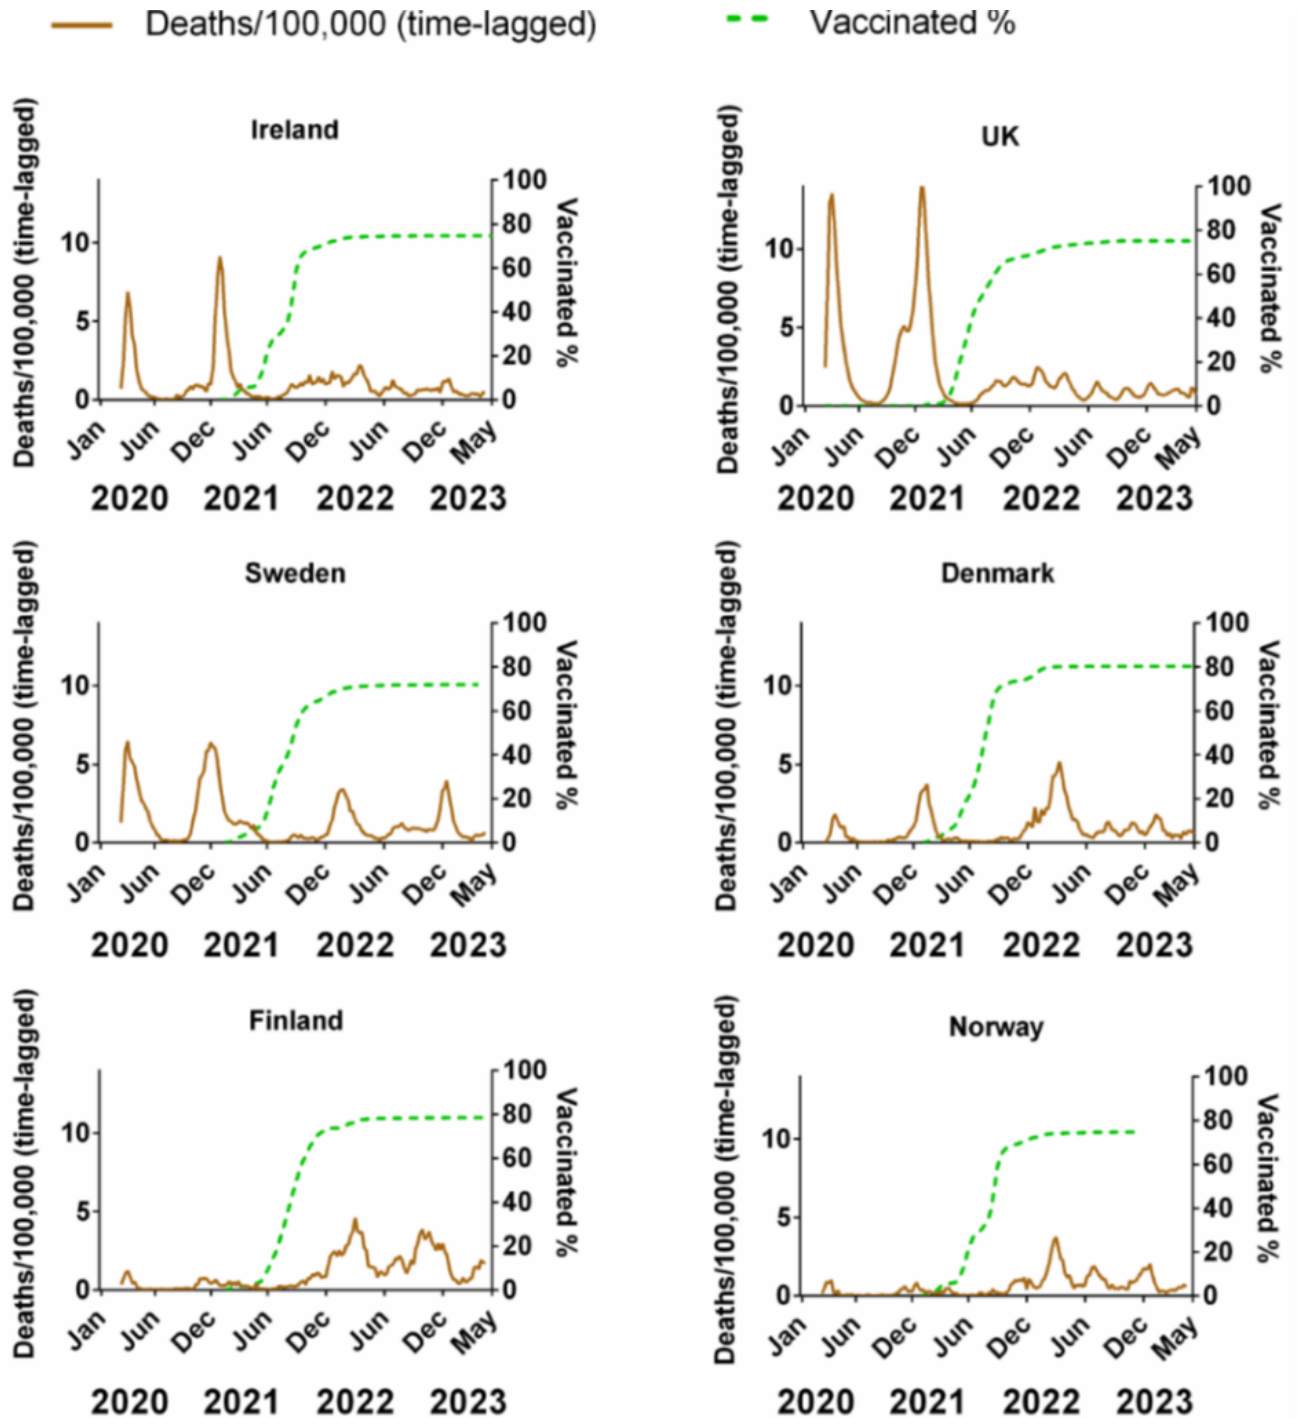 Deaths/100,000 (time-lagged) Vaccinated %
Ireland
Deaths/100,000 (time-lagged)
10
5
0
100
80
60
40
20
0
Vaccinated %
Jan Jun Dec Jun Dec Jun Dec May
2020 2021 2022 2023
UK
Deaths/100,000 (time-lagged)
10
5
0
100
80
60
40
20
0
Vaccinated %
Jan Jun Dec Jun Dec Jun Dec May
2020 2021 2022 2023
Sweden
Deaths/100,000 (time-lagged)
10
5
0
100
80
60
40
20
0
Vaccinated %
Jan Jun Dec Jun Dec Jun Dec May
2020 2021 2022 2023
Denmark
Deaths/100,000 (time-lagged)
10
5
0
100
80
60
40
20
0
Vaccinated %
Jan Jun Dec Jun Dec Jun Dec May
2020 2021 2022 2023
Finland
Deaths/100,000 (time-lagged)
10
5
0
100
80
60
40
20
0
Vaccinated %
Jan Jun Dec Jun Dec Jun Dec May
2020 2021 2022 2023
Norway
Deaths/100,000 (time-lagged)
10
5
0
100
80
60
40
20
0
Vaccinated %
Jan Jun Dec Jun Dec Jun Dec May
2020 2021 2022 2023